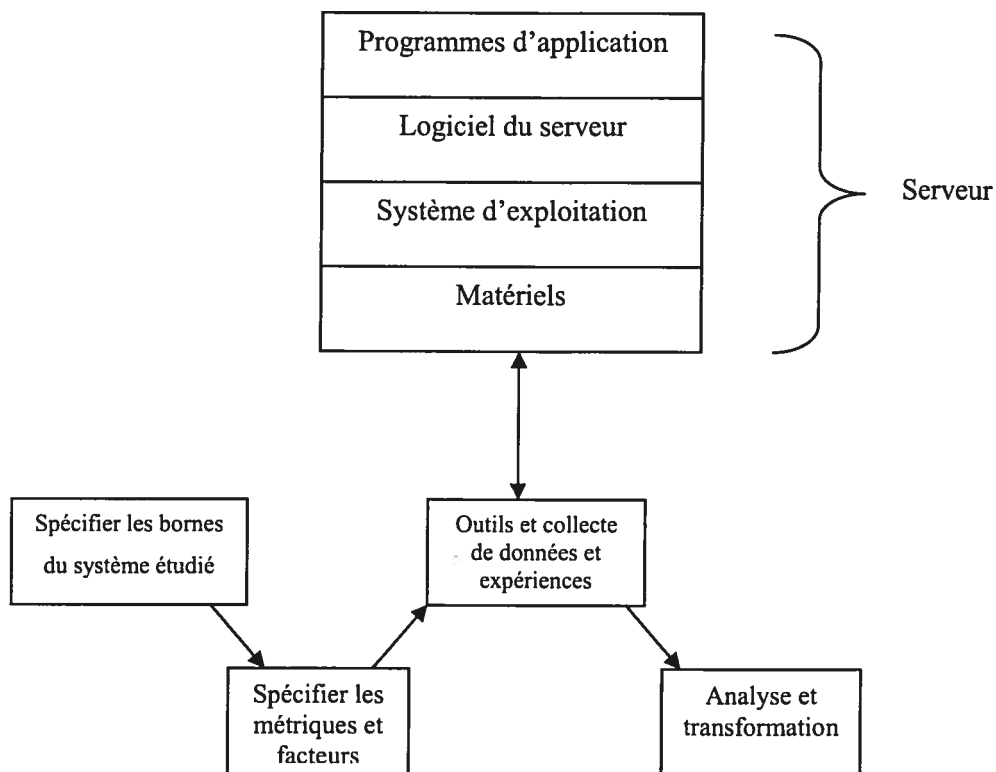 Programmes d’application
Logiciel du serveur
Système d’exploitation
Matériels
Serveur
Spécifier les bornes
du système étudié
Outils et collecte
de données et
expériences
Spécifier les
métriques et
facteurs
Analyse et
transformation